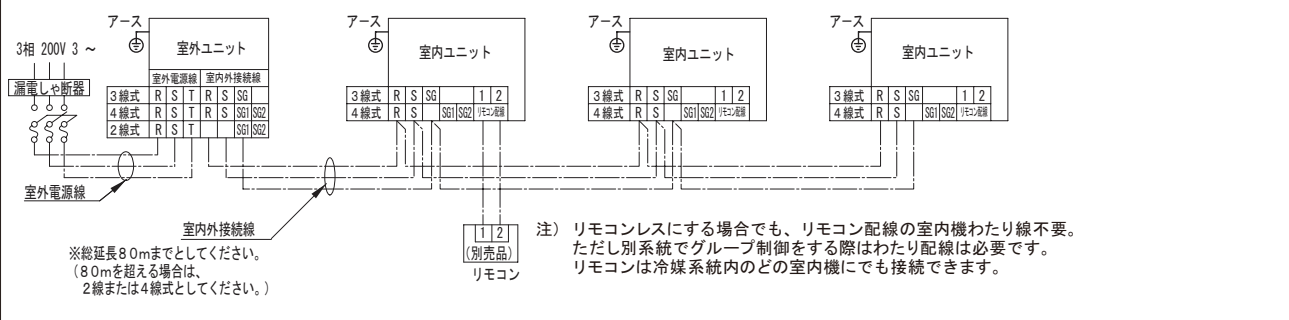 3相 200V 3 ～
漏電しゃ断器
室外電源線
アース
室外ユニット
室外電源線 室内外接続線
3線式 R S T R S SG
4線式 R S T R S SG1 SG2
2線式 R S T SG1 SG2
室内外接続線
※総延長80mまでとしてください。
(80mを超える場合は、
2線または4線式としてください。)
アース
室内ユニット
3線式 R S SG 1 2
4線式 R S SG1 SG2 リモコン配線
1 2
(別売品)
リモコン
アース
室内ユニット
3線式 R S SG 1 2
4線式 R S SG1 SG2 リモコン配線
アース
室内ユニット
3線式 R S SG 1 2
4線式 R S SG1 SG2 リモコン配線
注) リモコンレスにする場合でも、リモコン配線の室内機わたり線不要。
ただし別系統でグループ制御をする際はわたり配線は必要です。
リモコンは冷媒系統内のどの室内機にでも接続できます。